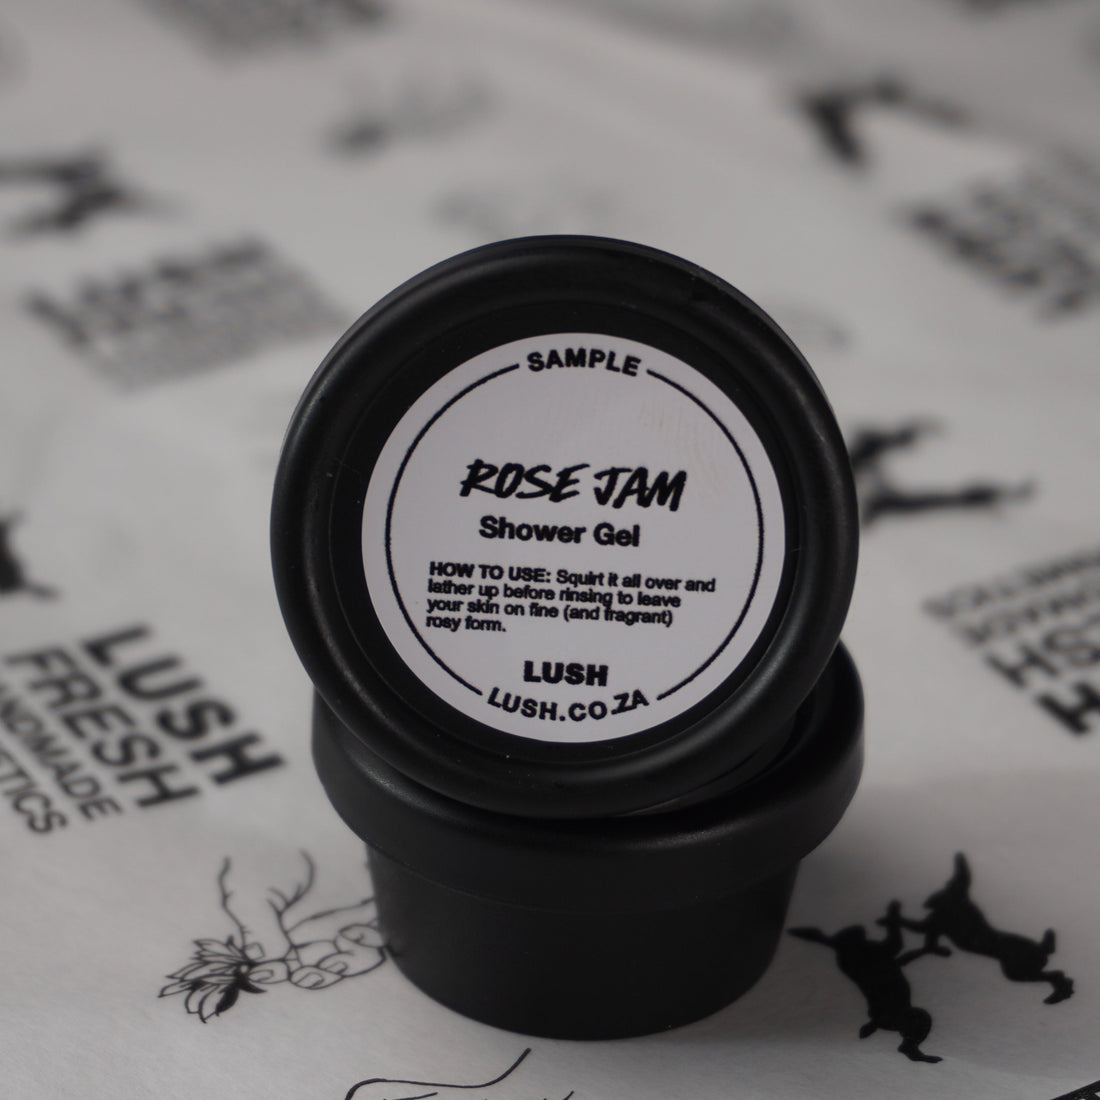 SAMPLE
ROSE JAM
Shower Gel
HOW TO USE: Squirt it all over and
lather up before rinsing to leave
your skin on fine (and fragrant)
rosy form.
LUSH
LUSH.CO.ZA
LUSH
FRESH
HANDMADE